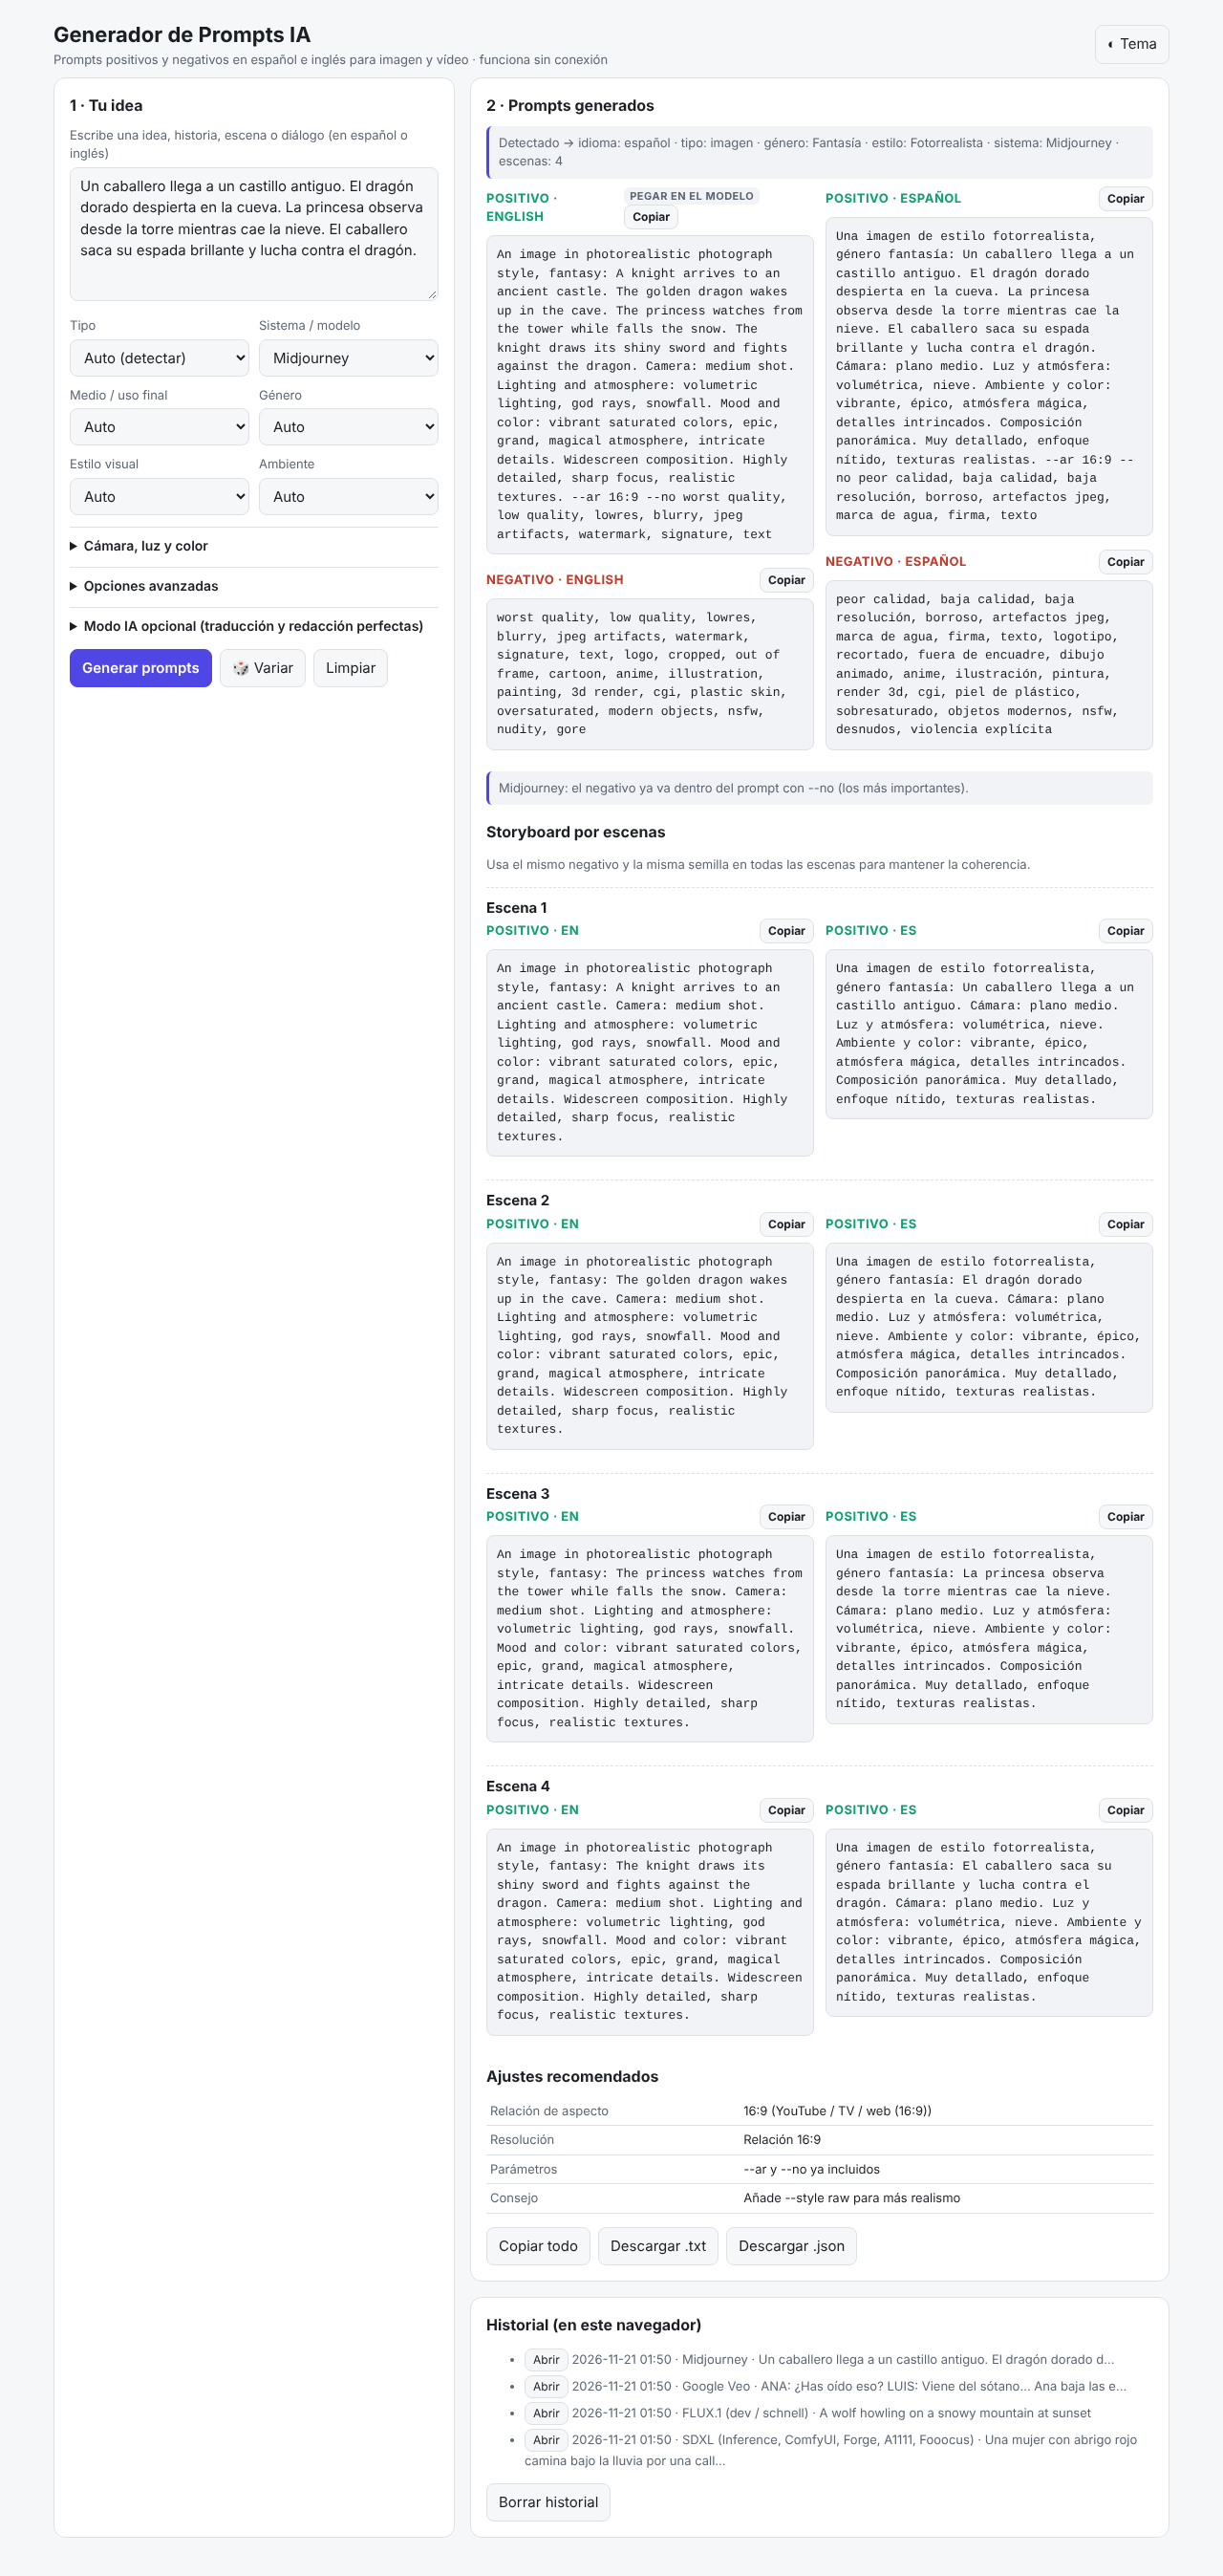 Generador de Prompts IA
Prompts positivos y negativos en español e inglés para imagen y vídeo · funciona sin conexión
Tema
1 · Tu idea
Escribe una idea, historia, escena o diálogo (en español o
inglés)
Un caballero llega a un castillo antiguo. El dragón
dorado despierta en la cueva. La princesa observa
desde la torre mientras cae la nieve. El caballero
saca su espada brillante y lucha contra el dragón.
Tipo
Sistema / modelo
Auto (detectar)
Midjourney
Medio / uso final
Género
Auto
Auto
Estilo visual
Ambiente
Auto
Auto
Cámara, luz y color
Opciones avanzadas
Modo IA opcional (traducción y redacción perfectas)
Generar prompts
🎲 Variar
Limpiar
2 · Prompts generados
Detectado → idioma: español · tipo: imagen · género: Fantasía · estilo: Fotorrealista · sistema: Midjourney ·
escenas: 4
POSITIVO ·
ENGLISH
PEGAR EN EL MODELO
Copiar
An image in photorealistic photograph
style, fantasy: A knight arrives to an
ancient castle. The golden dragon wakes
up in the cave. The princess watches from
the tower while falls the snow. The
knight draws its shiny sword and fights
against the dragon. Camera: medium shot.
Lighting and atmosphere: volumetric
lighting, god rays, snowfall. Mood and
color: vibrant saturated colors, epic,
grand, magical atmosphere, intricate
details. Widescreen composition. Highly
detailed, sharp focus, realistic
textures. --ar 16:9 --no worst quality,
low quality, lowres, blurry, jpeg
artifacts, watermark, signature, text
POSITIVO · ESPAÑOL
Copiar
Una imagen de estilo fotorrealista,
género fantasía: Un caballero llega a un
castillo antiguo. El dragón dorado
despierta en la cueva. La princesa
observa desde la torre mientras cae la
nieve. El caballero saca su espada
brillante y lucha contra el dragón.
Cámara: plano medio. Luz y atmósfera:
volumétrica, nieve. Ambiente y color:
vibrante, épico, atmósfera mágica,
detalles intrincados. Composición
panorámica. Muy detallado, enfoque
nítido, texturas realistas. --ar 16:9 --
no peor calidad, baja calidad, baja
resolución, borroso, artefactos jpeg,
marca de agua, firma, texto
NEGATIVO · ENGLISH
Copiar
worst quality, low quality, lowres,
blurry, jpeg artifacts, watermark,
signature, text, logo, cropped, out of
frame, cartoon, anime, illustration,
painting, 3d render, cgi, plastic skin,
oversaturated, modern objects, nsfw,
nudity, gore
NEGATIVO · ESPAÑOL
Copiar
peor calidad, baja calidad, baja
resolución, borroso, artefactos jpeg,
marca de agua, firma, texto, logotipo,
recortado, fuera de encuadre, dibujo
animado, anime, ilustración, pintura,
render 3d, cgi, piel de plástico,
sobresaturado, objetos modernos, nsfw,
desnudos, violencia explícita
Midjourney: el negativo ya va dentro del prompt con --no (los más importantes).
Storyboard por escenas
Usa el mismo negativo y la misma semilla en todas las escenas para mantener la coherencia.
Escena 1
POSITIVO · EN
Copiar
An image in photorealistic photograph
style, fantasy: A knight arrives to an
ancient castle. Camera: medium shot.
Lighting and atmosphere: volumetric
lighting, god rays, snowfall. Mood and
color: vibrant saturated colors, epic,
grand, magical atmosphere, intricate
details. Widescreen composition. Highly
detailed, sharp focus, realistic
textures.
POSITIVO · ES
Copiar
Una imagen de estilo fotorrealista,
género fantasía: Un caballero llega a un
castillo antiguo. Cámara: plano medio.
Luz y atmósfera: volumétrica, nieve.
Ambiente y color: vibrante, épico,
atmósfera mágica, detalles intrincados.
Composición panorámica. Muy detallado,
enfoque nítido, texturas realistas.
Escena 2
POSITIVO · EN
Copiar
An image in photorealistic photograph
style, fantasy: The golden dragon wakes
up in the cave. Camera: medium shot.
Lighting and atmosphere: volumetric
lighting, god rays, snowfall. Mood and
color: vibrant saturated colors, epic,
grand, magical atmosphere, intricate
details. Widescreen composition. Highly
detailed, sharp focus, realistic
textures.
POSITIVO · ES
Copiar
Una imagen de estilo fotorrealista,
género fantasía: El dragón dorado
despierta en la cueva. Cámara: plano
medio. Luz y atmósfera: volumétrica,
nieve. Ambiente y color: vibrante, épico,
atmósfera mágica, detalles intrincados.
Composición panorámica. Muy detallado,
enfoque nítido, texturas realistas.
Escena 3
POSITIVO · EN
Copiar
An image in photorealistic photograph
style, fantasy: The princess watches from
the tower while falls the snow. Camera:
medium shot. Lighting and atmosphere:
volumetric lighting, god rays, snowfall.
Mood and color: vibrant saturated colors,
epic, grand, magical atmosphere,
intricate details. Widescreen
composition. Highly detailed, sharp
focus, realistic textures.
POSITIVO · ES
Copiar
Una imagen de estilo fotorrealista,
género fantasía: La princesa observa
desde la torre mientras cae la nieve.
Cámara: plano medio. Luz y atmósfera:
volumétrica, nieve. Ambiente y color:
vibrante, épico, atmósfera mágica,
detalles intrincados. Composición
panorámica. Muy detallado, enfoque
nítido, texturas realistas.
Escena 4
POSITIVO · EN
Copiar
An image in photorealistic photograph
style, fantasy: The knight draws its
shiny sword and fights against the
dragon. Camera: medium shot. Lighting and
atmosphere: volumetric lighting, god
rays, snowfall. Mood and color: vibrant
saturated colors, epic, grand, magical
atmosphere, intricate details. Widescreen
composition. Highly detailed, sharp
focus, realistic textures.
POSITIVO · ES
Copiar
Una imagen de estilo fotorrealista,
género fantasía: El caballero saca su
espada brillante y lucha contra el
dragón. Cámara: plano medio. Luz y
atmósfera: volumétrica, nieve. Ambiente y
color: vibrante, épico, atmósfera mágica,
detalles intrincados. Composición
panorámica. Muy detallado, enfoque
nítido, texturas realistas.
Ajustes recomendados
Relación de aspecto 16:9 (YouTube / TV / web (16:9))
Resolución Relación 16:9
Parámetros --ar y --no ya incluidos
Consejo Añade --style raw para más realismo
Copiar todo
Descargar .txt
Descargar .json
Historial (en este navegador)
Abrir 2026-11-21 01:50 · Midjourney · Un caballero llega a un castillo antiguo. El dragón dorado d...
Abrir 2026-11-21 01:50 · Google Veo · ANA: ¿Has oído eso? LUIS: Viene del sótano... Ana baja las e...
Abrir 2026-11-21 01:50 · FLUX.1 (dev / schnell) · A wolf howling on a snowy mountain at sunset
Abrir 2026-11-21 01:50 · SDXL (Inference, ComfyUI, Forge, A1111, Fooocus) · Una mujer con abrigo rojo
camina bajo la lluvia por una call...
Borrar historial